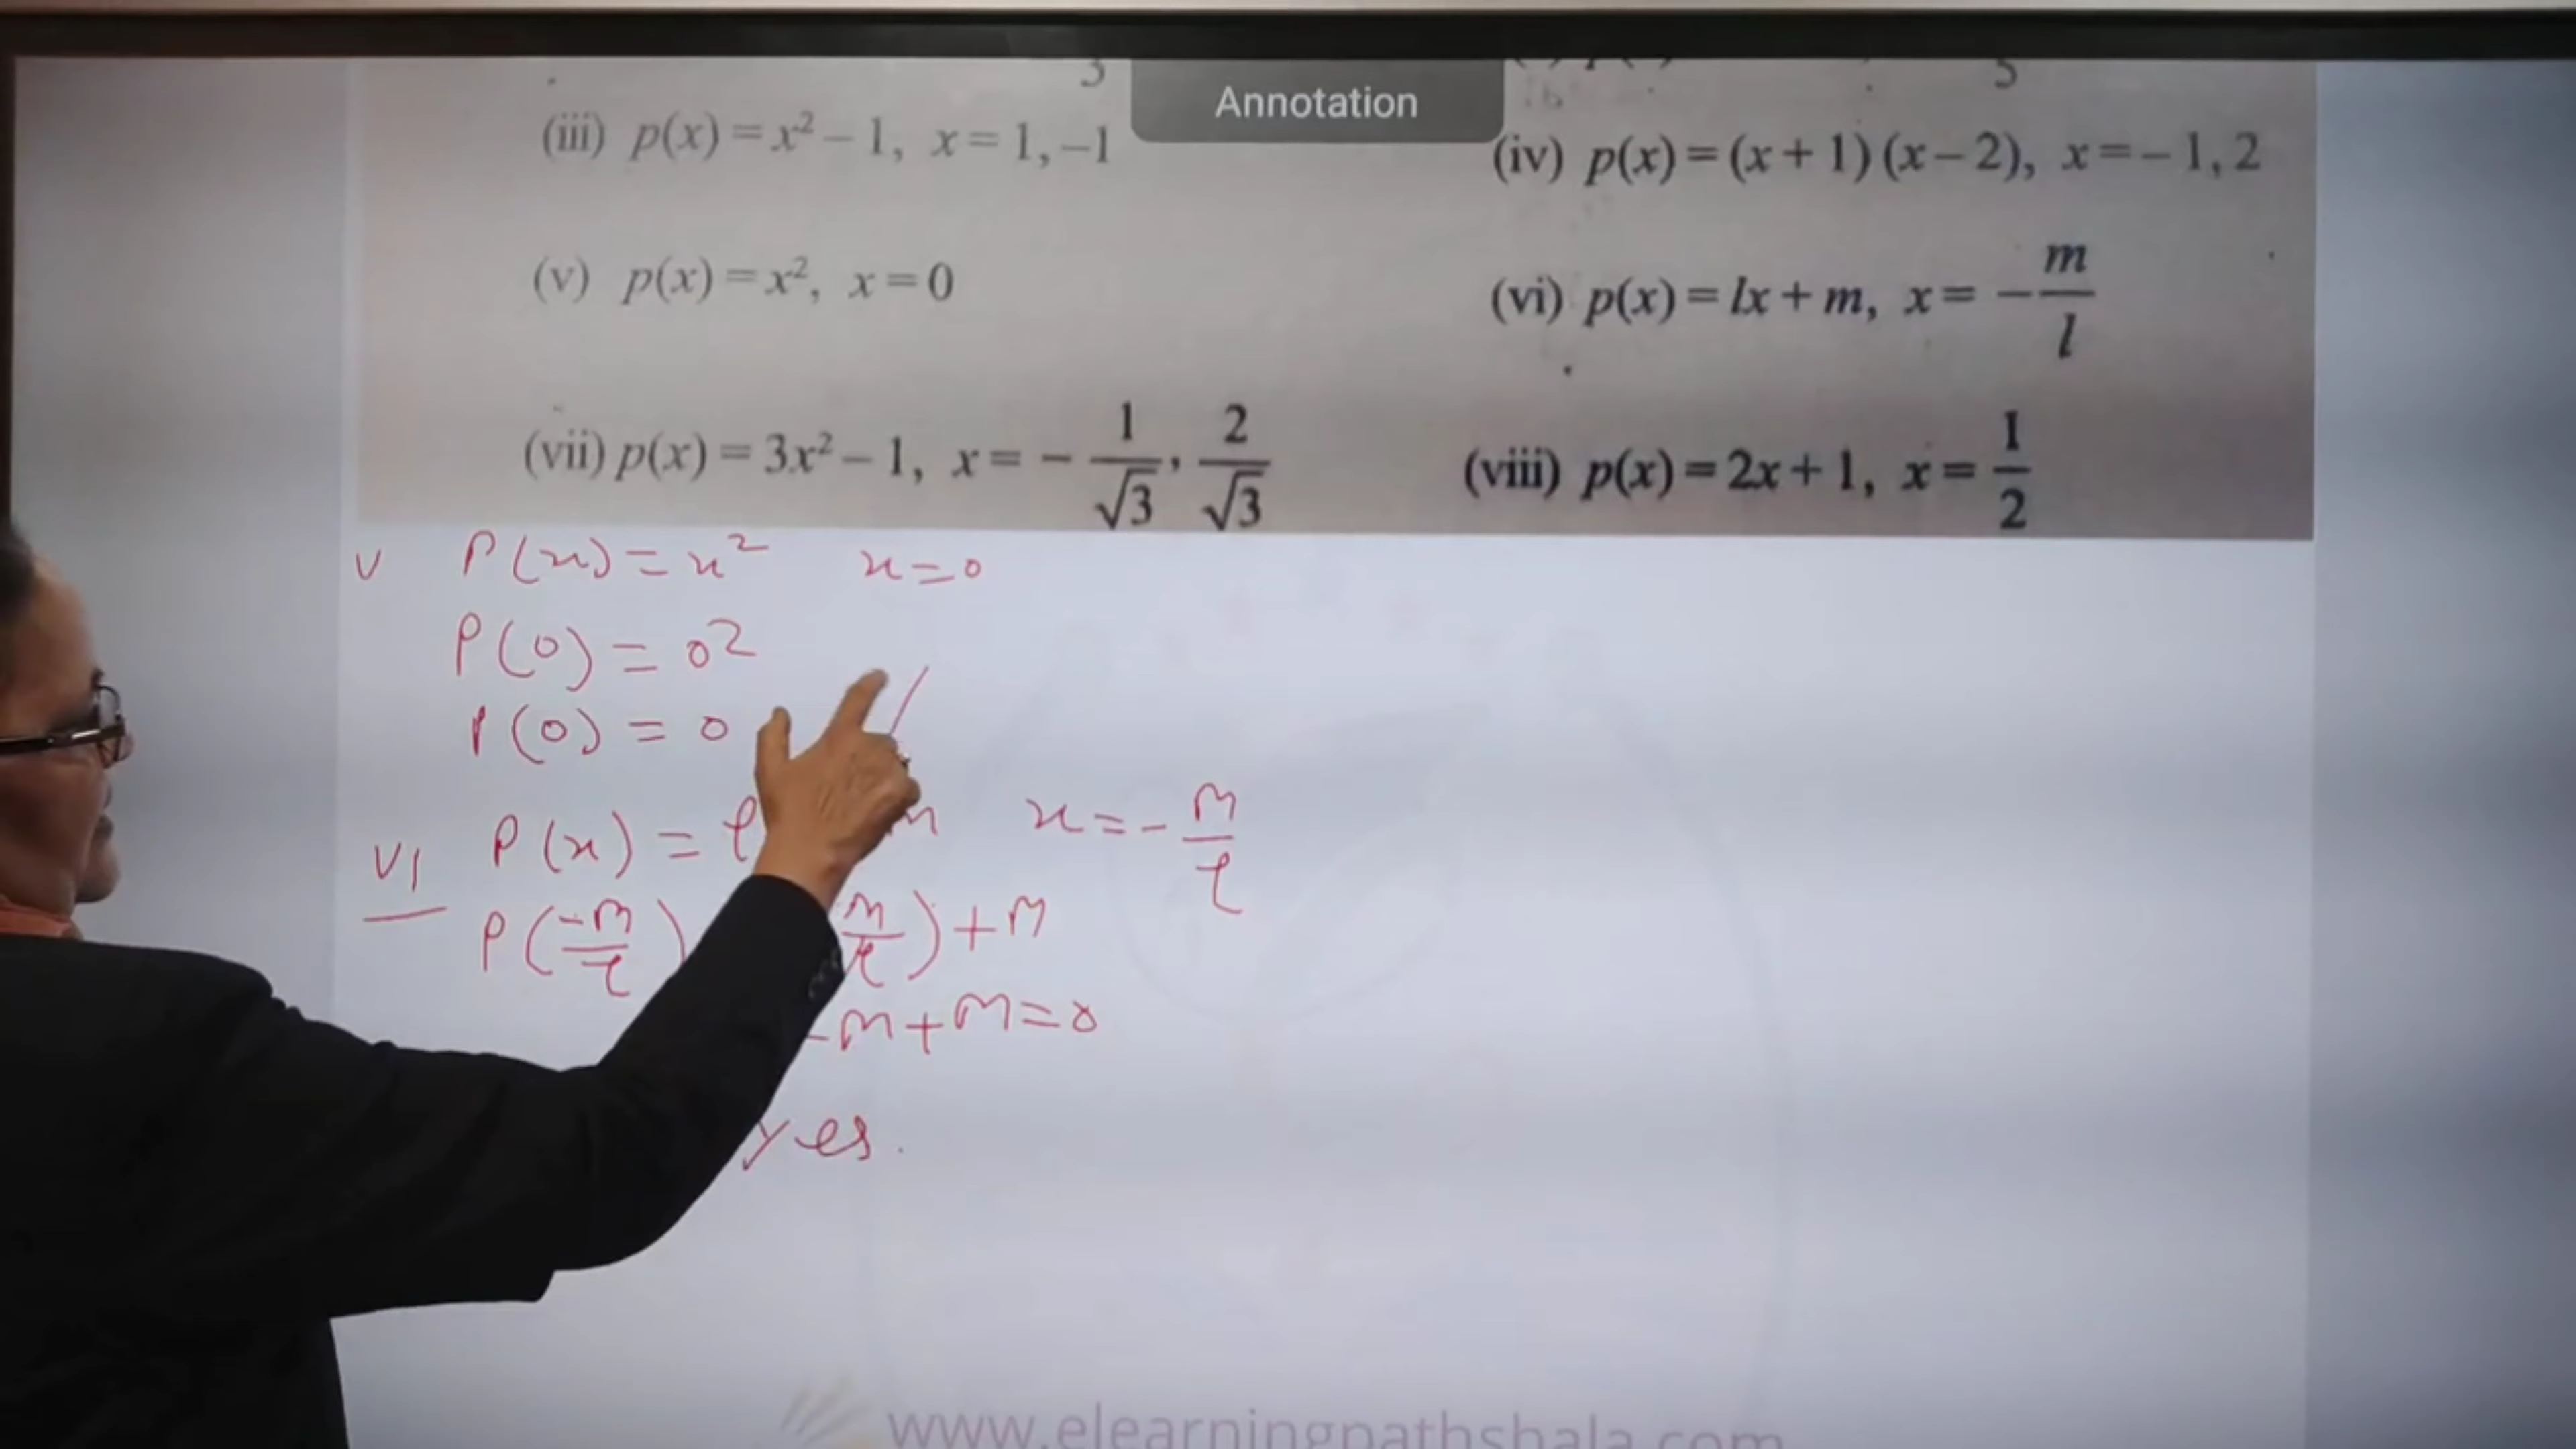 Annotation
(iii) p(x) = x² – 1, x = 1, –1
(iv) p(x) = (x + 1) (x – 2), x = – 1, 2
(v) p(x) = x², x = 0
(vi) p(x) = lx + m, x = – m/l
(vii) p(x) = 3x² – 1, x = – 1/√3, 2/√3
(viii) p(x) = 2x + 1, x = 1/2
V P(x) = x² x = 0
P(0) = 0²
P(0) = 0
VI P(x) = l m x = - m/l
P(-m/l) m/l) + m
-m + m = 0
yes.
www.elearningpathshala.com